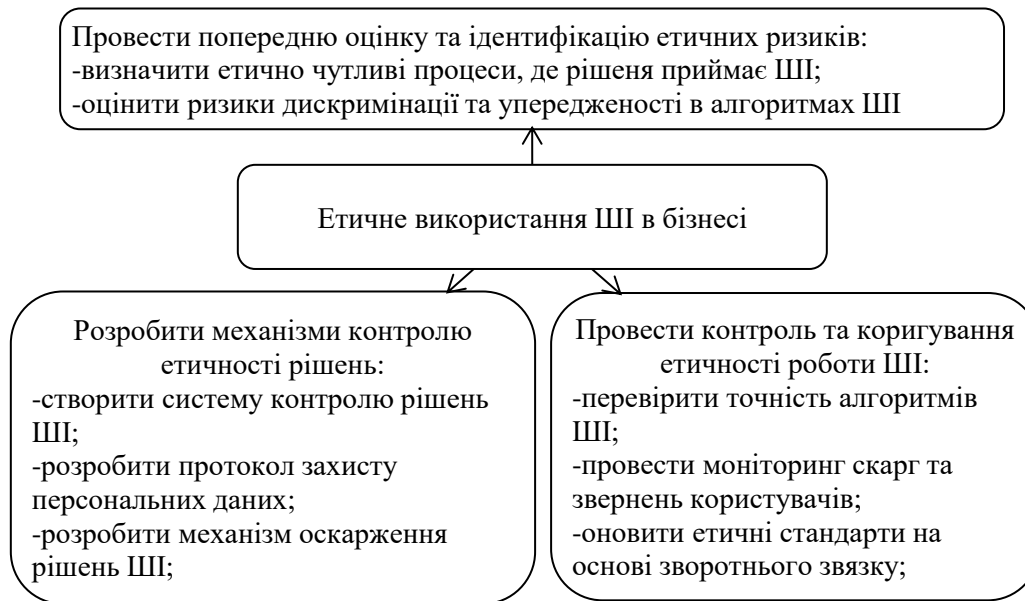 Провести попередню оцінку та ідентифікацію етичних ризиків:
-визначити етично чутливі процеси, де рішеня приймає ШІ;
-оцінити ризики дискримінації та упередженості в алгоритмах ШІ
Етичне використання ШІ в бізнесі
Розробити механізми контролю
етичності рішень:
-створити систему контролю рішень
ШІ;
-розробити протокол захисту
персональних даних;
-розробити механізм оскарження
рішень ШІ;
Провести контроль та коригування
етичності роботи ШІ:
-перевірити точність алгоритмів
ШІ;
-провести моніторинг скарг та
звернень користувачів;
-оновити етичні стандарти на
основі зворотнього звязку;